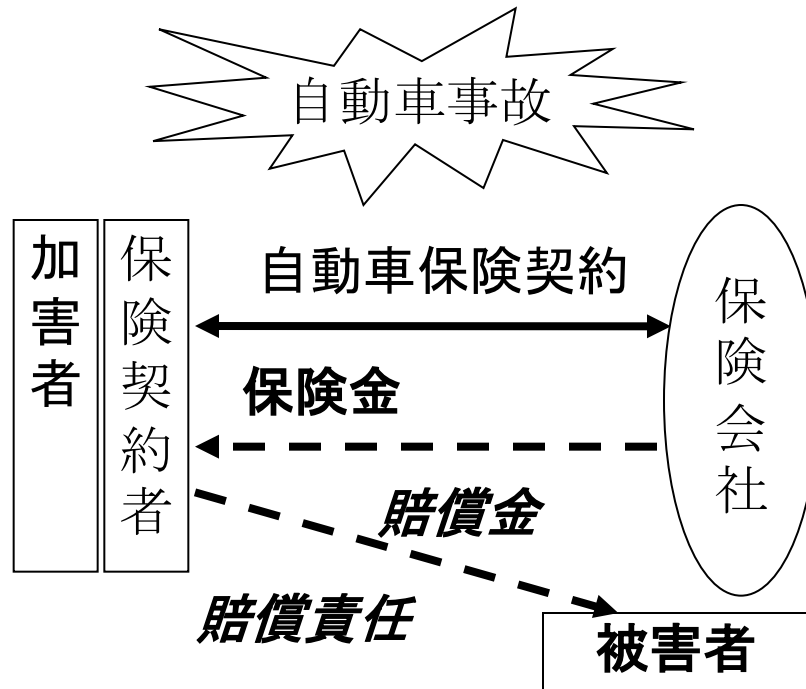 自動車事故
加害者
保険契約者
自動車保険契約
保険会社
保険金
賠償金
賠償責任
被害者